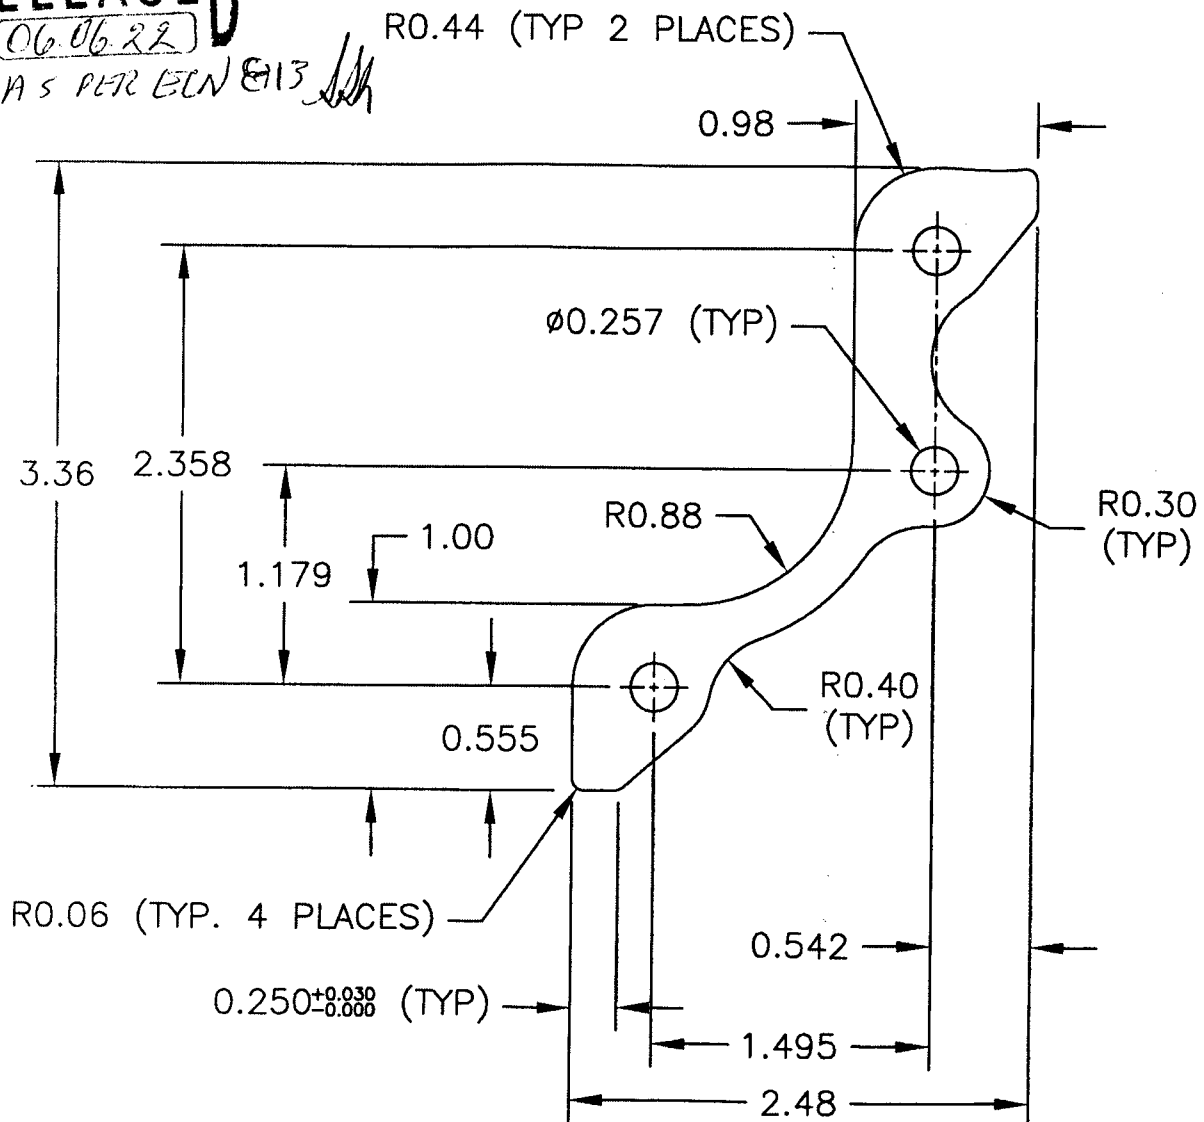 D
06.06.22
AS PER ECN
R0.44 (TYP 2 PLACES)
0.98
ø0.257 (TYP)
3.36
2.358
1.179
1.00
R0.88
R0.30
(TYP)
0.555
R0.40
(TYP)
R0.06 (TYP. 4 PLACES)
0.542
0.250+0.030 -0.000 (TYP)
1.495
2.48